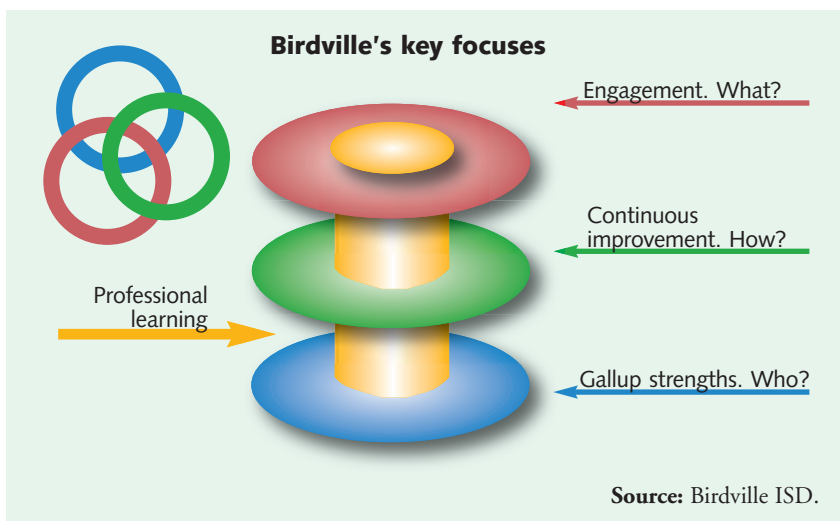 Birdville's key focuses
Engagement. What?
Continuous
improvement. How?
Professional
learning
Gallup strengths. Who?
Source: Birdville ISD.